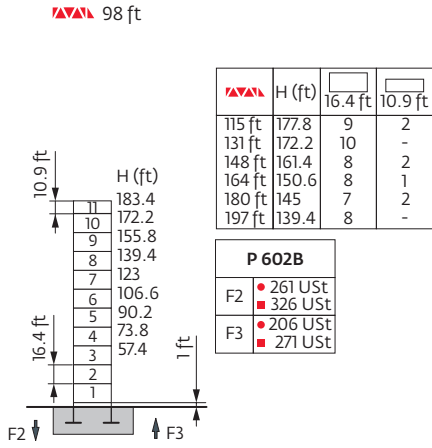 98 ft
H (ft) 16.4 ft 10.9 ft
115 ft 177.8 9 2
131 ft 172.2 10 -
148 ft 161.4 8 2
164 ft 150.6 8 1
180 ft 145 7 2
197 ft 139.4 8 -
10.9 ft
H (ft)
11 183.4
10 172.2
9 155.8
8 139.4
7 123
6 106.6
5 90.2
4 73.8
3 57.4
2
1
16.4 ft
1 ft
F2 F3
P 602B
F2 261 USt
326 USt
F3 206 USt
271 USt